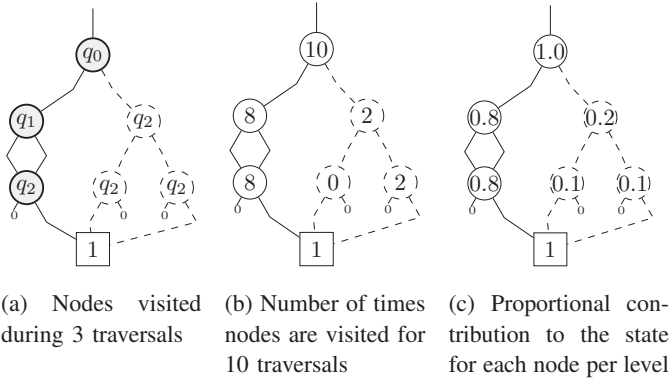 q₀
q₁
q₂
q₂
q₂
q₂
0
0
0
1
10
8
2
8
0
2
0
0
0
1
1.0
0.8
0.2
0.8
0.1
0.1
0
0
0
1
(a) Nodes visited
during 3 traversals
(b) Number of times
nodes are visited for
10 traversals
(c) Proportional con-
tribution to the state
for each node per level